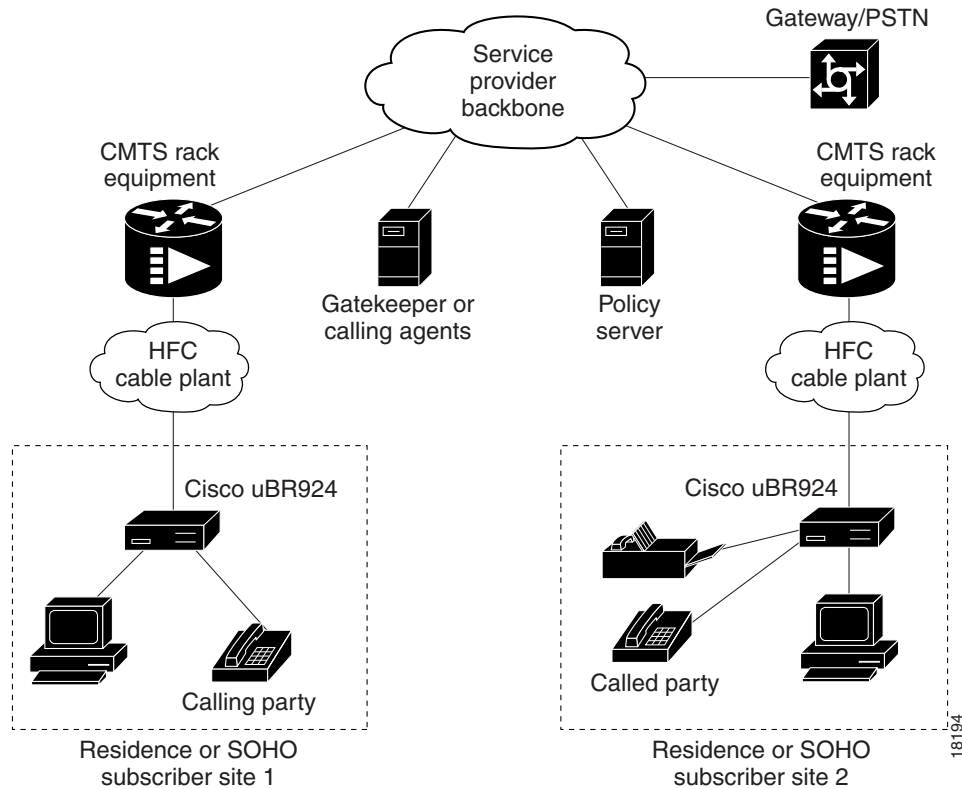 Gateway/PSTN
Service
provider
backbone
CMTS rack
equipment
CMTS rack
equipment
Gatekeeper or
calling agents
Policy
server
HFC
cable plant
HFC
cable plant
Cisco uBR924
Cisco uBR924
Calling party
Called party
Residence or SOHO
subscriber site 1
Residence or SOHO
subscriber site 2
18194